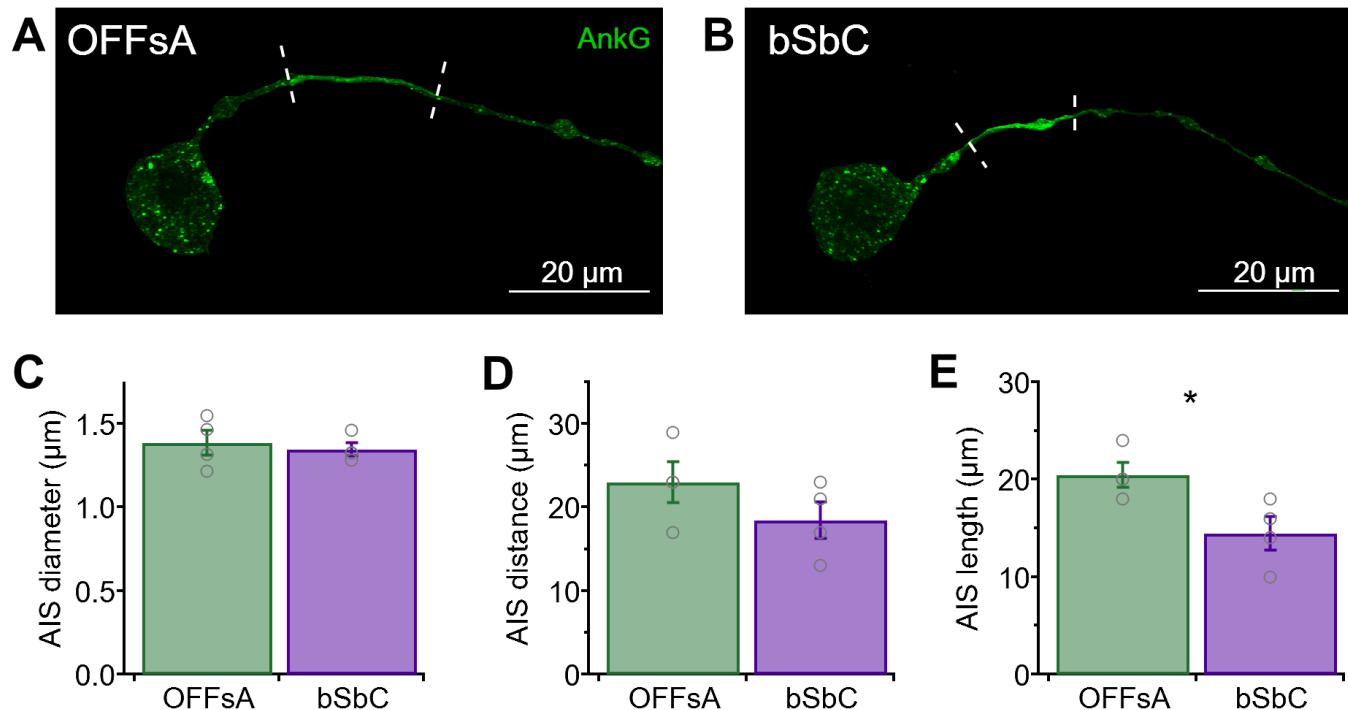 A OFFsA AnkG
20 µm
B bSbC
20 µm
C
AIS diameter (µm)
1.5
1.0
0.5
0.0
OFFsA bSbC
D
AIS distance (µm)
30
20
10
0
OFFsA bSbC
E
AIS length (µm)
30
20
10
0
*
OFFsA bSbC